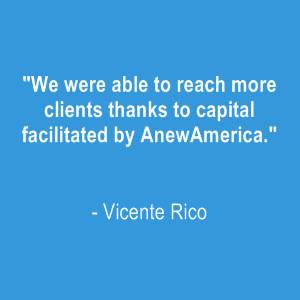 "We were able to reach more
clients thanks to capital
facilitated by AnewAmerica."
- Vicente Rico